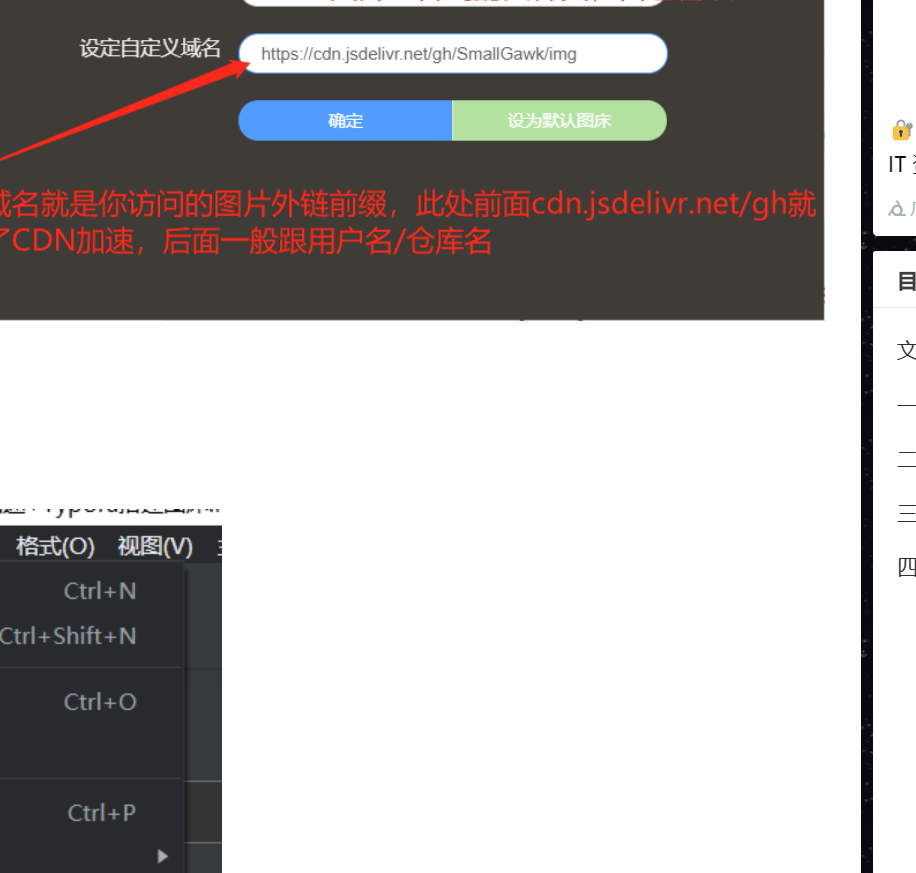 设定自定义域名
https://cdn.jsdelivr.net/gh/SmallGawk/img
确定
设为默认图床
域名就是你访问的图片外链前缀，此处前面cdn.jsdelivr.net/gh就
了CDN加速，后面一般跟用户名/仓库名
格式(O) 视图(V)
Ctrl+N
Ctrl+Shift+N
Ctrl+O
Ctrl+P
IT
目
文
一
二
三
四